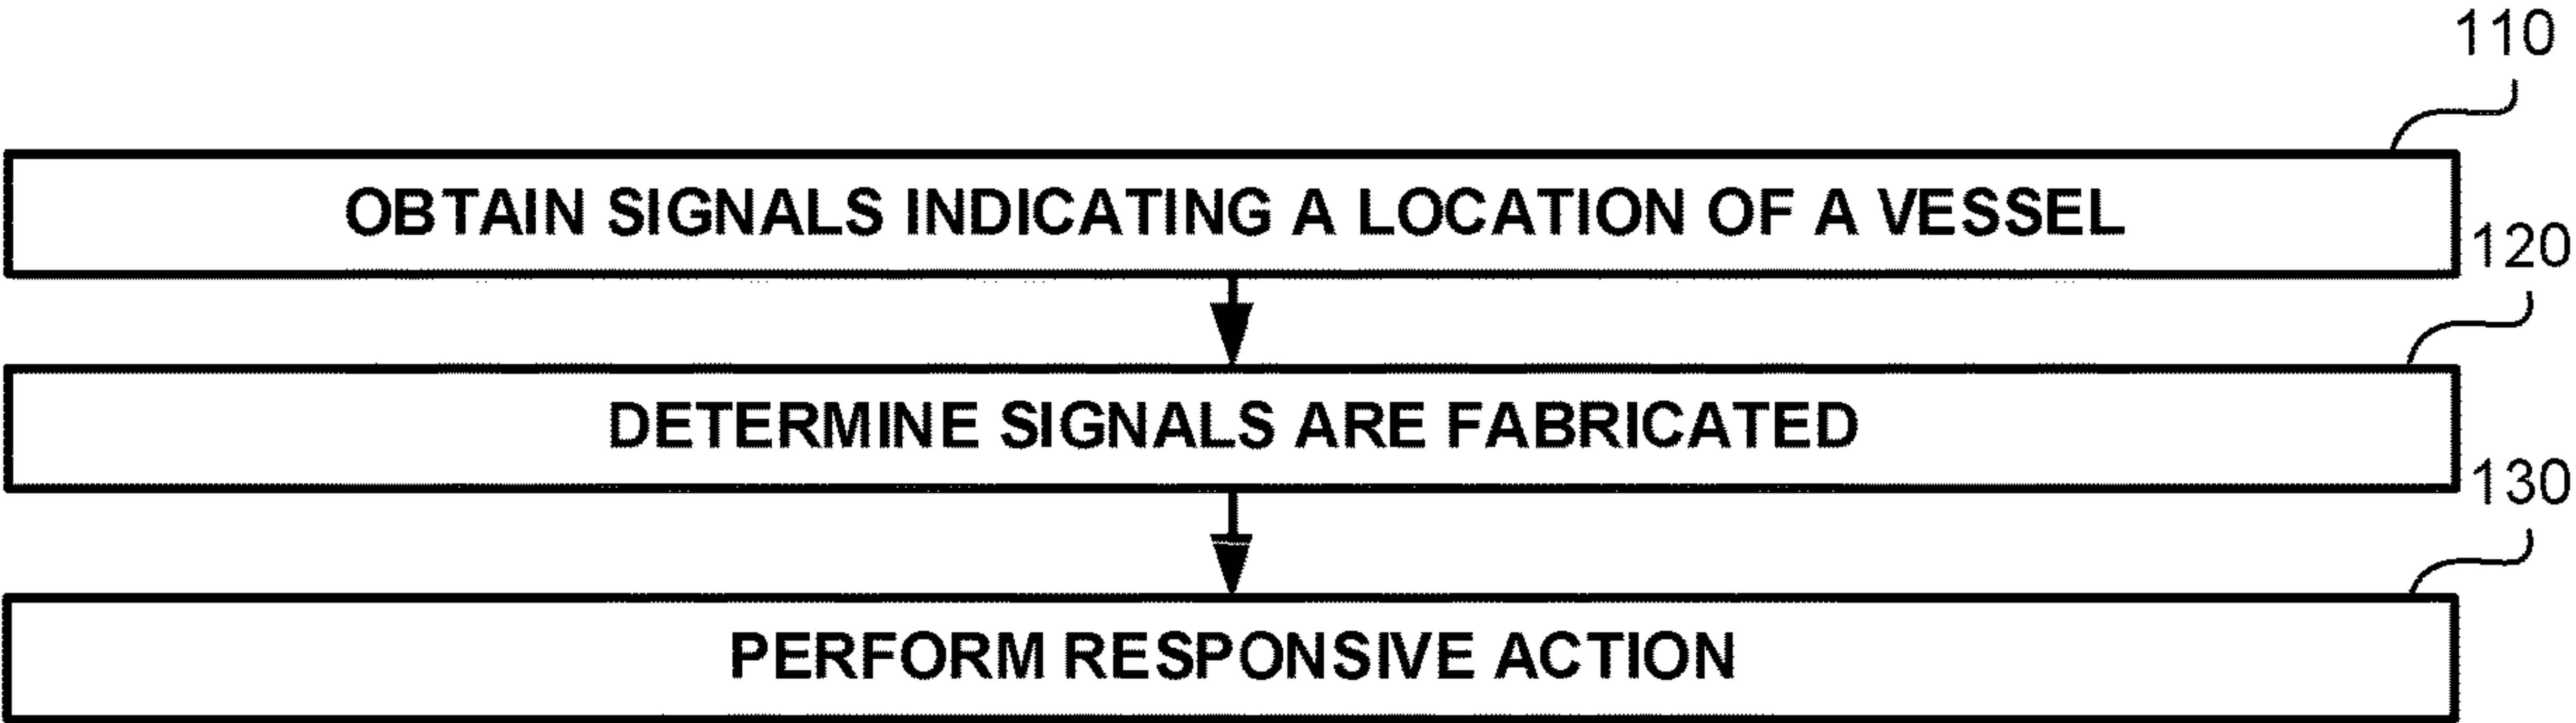 110
OBTAIN SIGNALS INDICATING A LOCATION OF A VESSEL
120
DETERMINE SIGNALS ARE FABRICATED
130
PERFORM RESPONSIVE ACTION